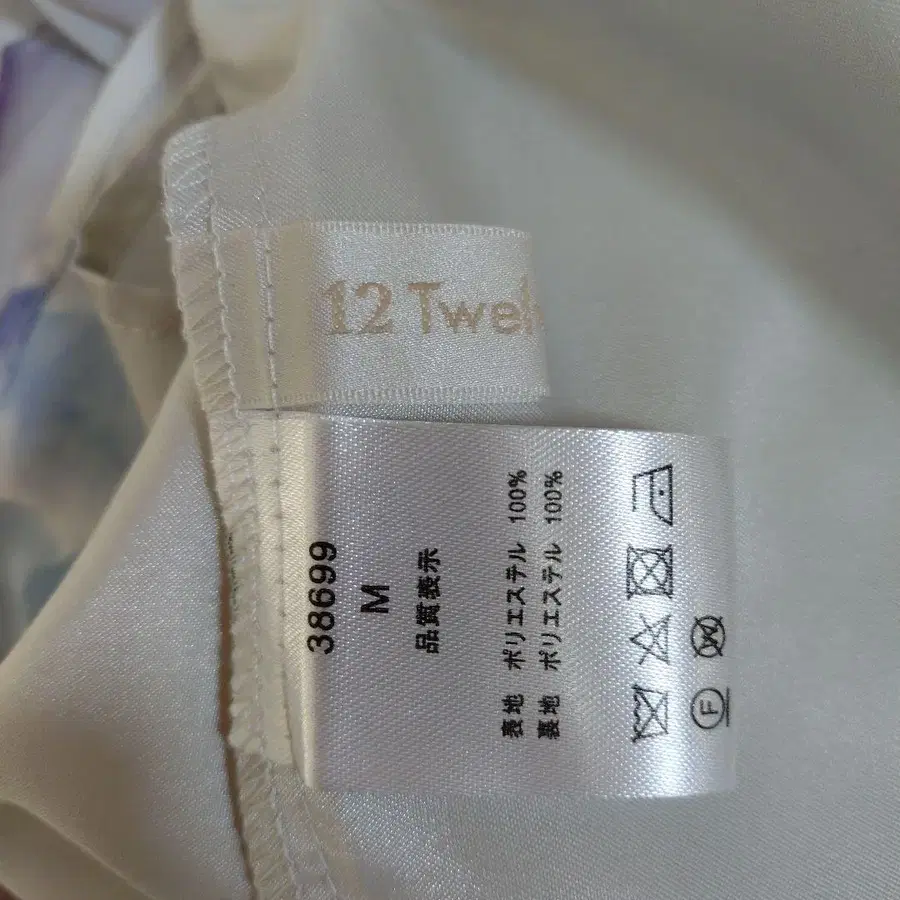 12 Twelv
38699
M
品質表示
表地 ポリエステル 100%
裏地 ポリエステル 100%
F
W